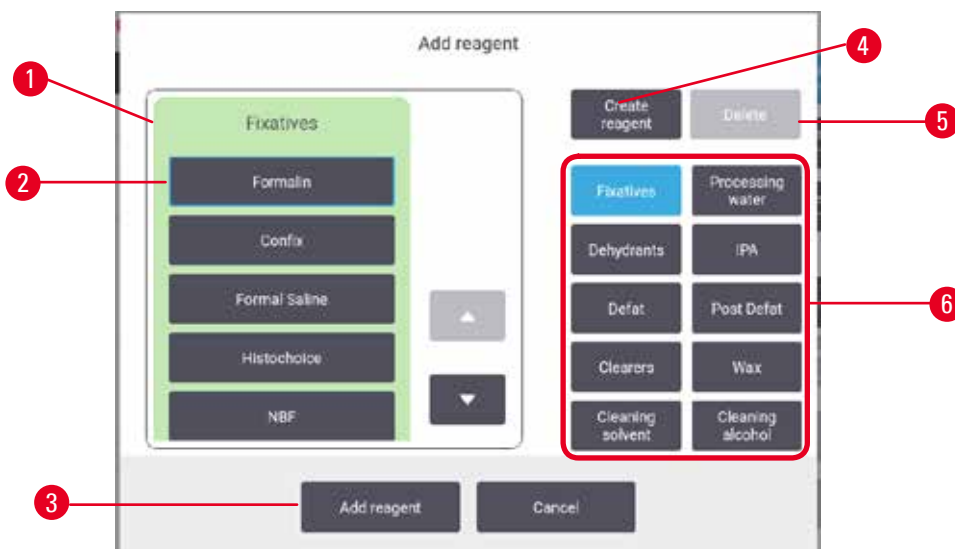 Add reagent
4
1
Create
reagent
Delete
5
Fixatives
2
Formalin
Fixatives
Processing
water
Confix
Dehydrants
IPA
Formal Saline
Defat
Post Defat
6
Histochoice
Clearers
Wax
NBF
Cleaning
solvent
Cleaning
alcohol
3
Add reagent
Cancel